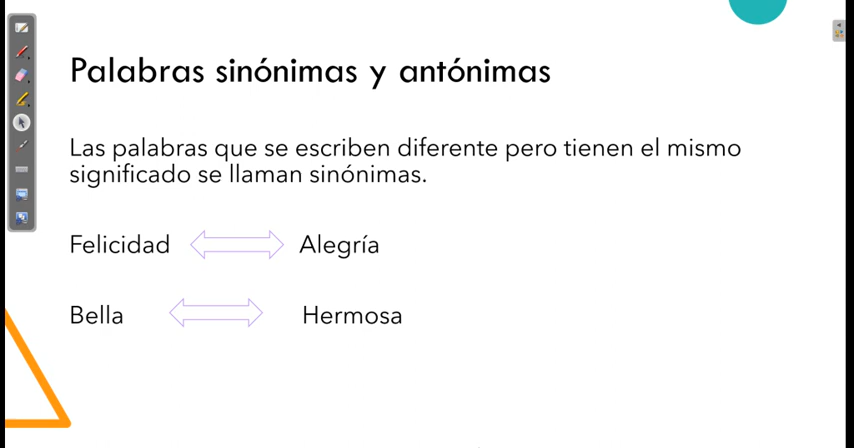 Palabras sinónimas y antónimas
Las palabras que se escriben diferente pero tienen el mismo
significado se llaman sinónimas.
Felicidad Alegría
Bella Hermosa